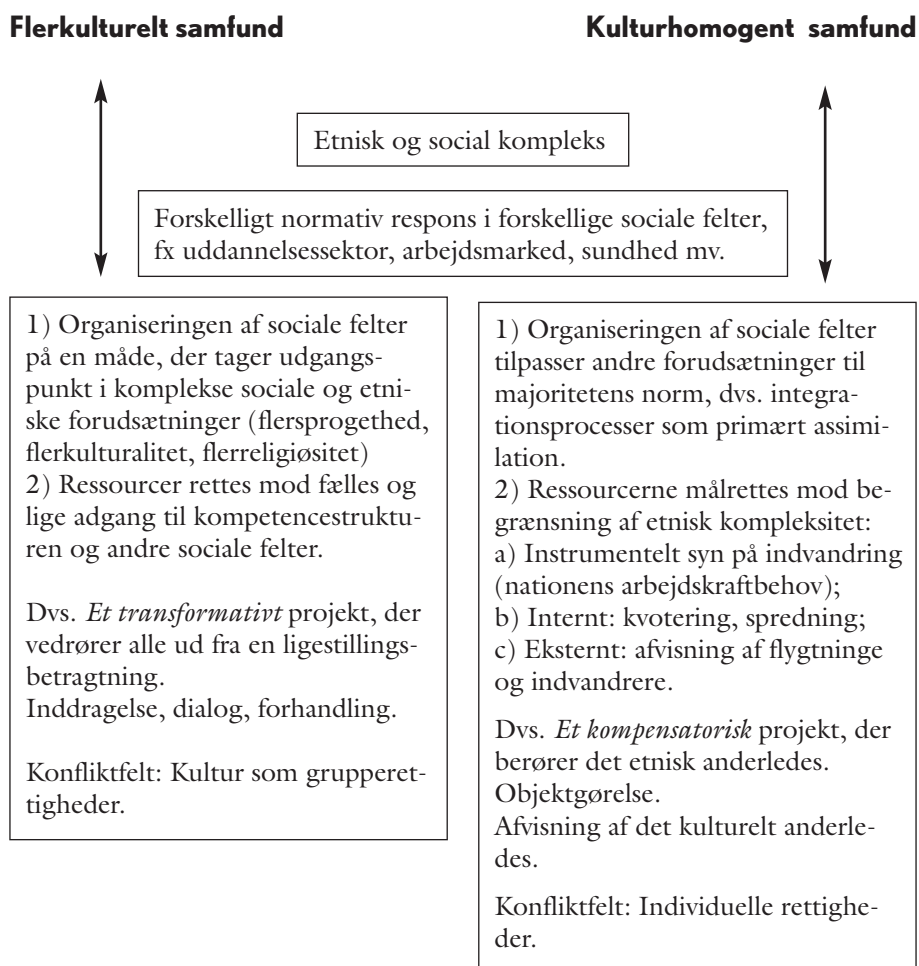 Flerkulturelt samfund
Kulturhomogent samfund
Etnisk og social kompleks
Forskelligt normativ respons i forskellige sociale felter,
fx uddannelsessektor, arbejdsmarked, sundhed mv.
1) Organiseringen af sociale felter
på en måde, der tager udgangs-
punkt i komplekse sociale og etni-
ske forudsætninger (flersprogethed,
flerkulturalitet, flerreligiøsitet)
2) Ressourcer rettes mod fælles og
lige adgang til kompetencestruktu-
ren og andre sociale felter.
Dvs. Et transformativt projekt, der
vedrører alle ud fra en ligestillings-
betragtning.
Inddragelse, dialog, forhandling.
Konfliktfelt: Kultur som grupperet-
tigheder.
1) Organiseringen af sociale felter
tilpasser andre forudsætninger til
majoritetens norm, dvs. integra-
tionsprocesser som primært assimi-
lation.
2) Ressourcerne målrettes mod be-
grænsning af etnisk kompleksitet:
a) Instrumentelt syn på indvandring
(nationens arbejdskraftbehov);
b) Internt: kvotering, spredning;
c) Eksternt: afvisning af flygtninge
og indvandrere.
Dvs. Et kompensatorisk projekt, der
berører det etnisk anderledes.
Objektgørelse.
Afvisning af det kulturelt anderle-
des.
Konfliktfelt: Individuelle rettighe-
der.